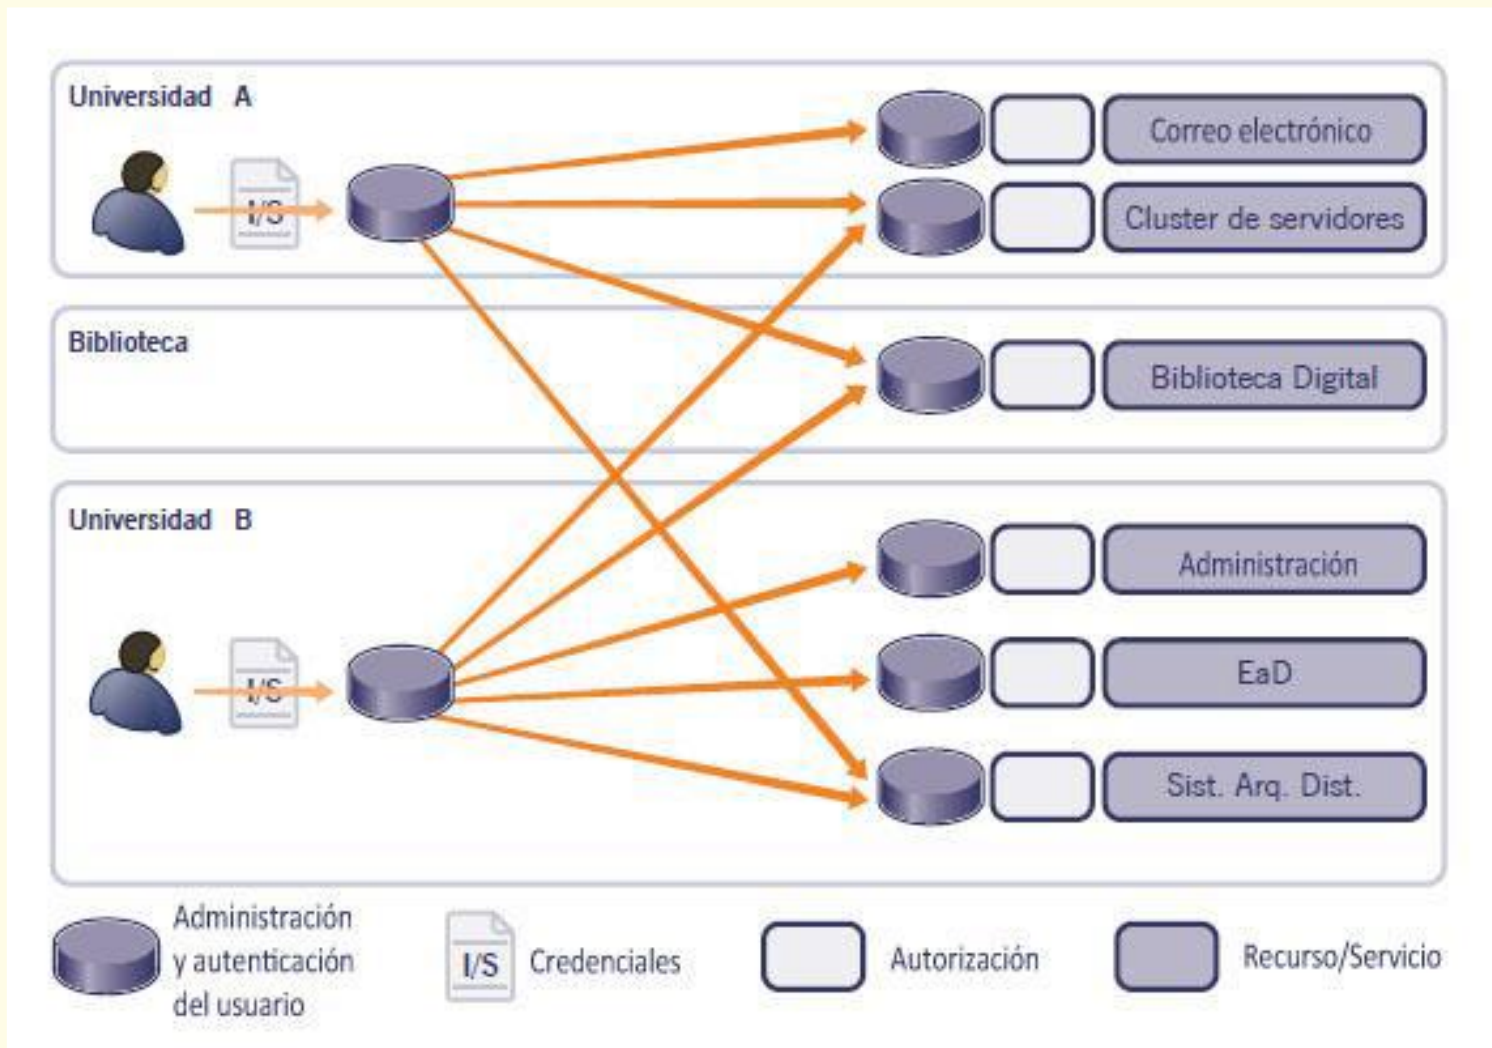 Universidad A
I/S
Correo electrónico
Cluster de servidores
Biblioteca
Biblioteca Digital
Universidad B
I/S
Administración
EaD
Sist. Arq. Dist.
Administración
y autenticación
del usuario
I/S
Credenciales
Autorización
Recurso/Servicio